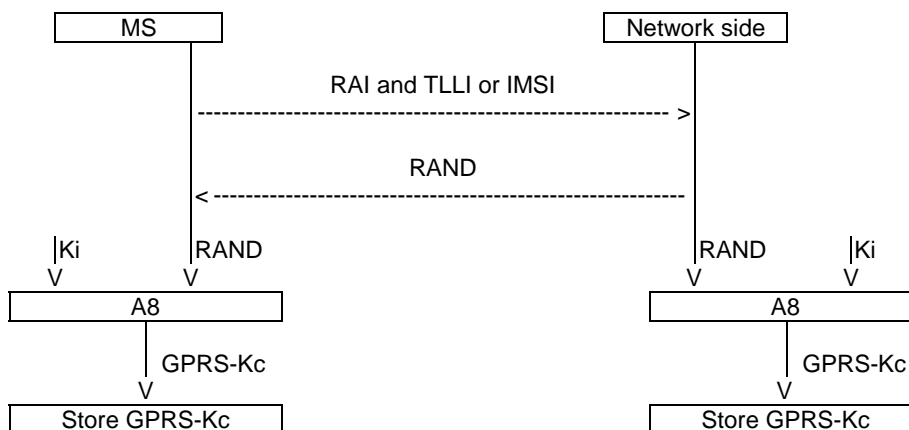 MS Network side
RAI and TLLI or IMSI
------------------------------------------------------------ >
RAND
< ------------------------------------------------------------
Ki RAND RAND Ki
V V V V
A8 A8
GPRS-Kc GPRS-Kc
V V
Store GPRS-Kc Store GPRS-Kc